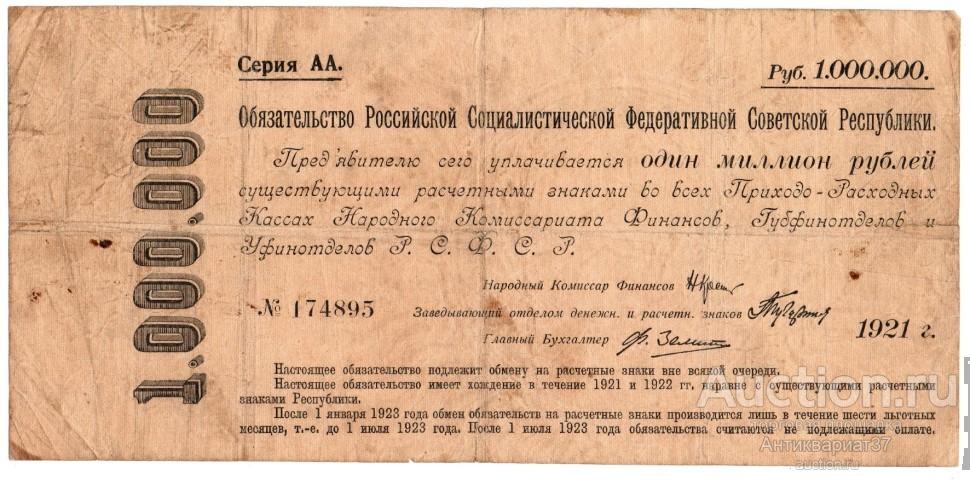 Серия АА.
Руб. 1.000.000.
1.000.000
Обязательство Российской Социалистической Федеративной Советской Республики.
Пред'явителю сего уплачивается один миллион рублей
существующими расчетными знаками во всех Приходо-Расходных
Кассах Народного Комиссариата Финансов, Губфинотделов и
Уфинотделов Р. С. Ф. С. Р.
Народный Комиссар Финансов
№ 174895
Заведывающий отделом денежн. и расчетн. знаков
1921 г.
Главный Бухгалтер
Настоящее обязательство подлежит обмену на расчетные знаки вне всякой очереди.
Настоящее обязательство имеет хождение в течение 1921 и 1922 гг. наравне с существующими расчетными
знаками Республики.
После 1 января 1923 года обмен обязательств на расчетные знаки производится лишь в течение шести льготных
месяцев, т.-е. до 1 июля 1923 года. После 1 июля 1923 года обязательства считаются не подлежащими оплате.
Auction.ru
Антиквариат37
auction.ru